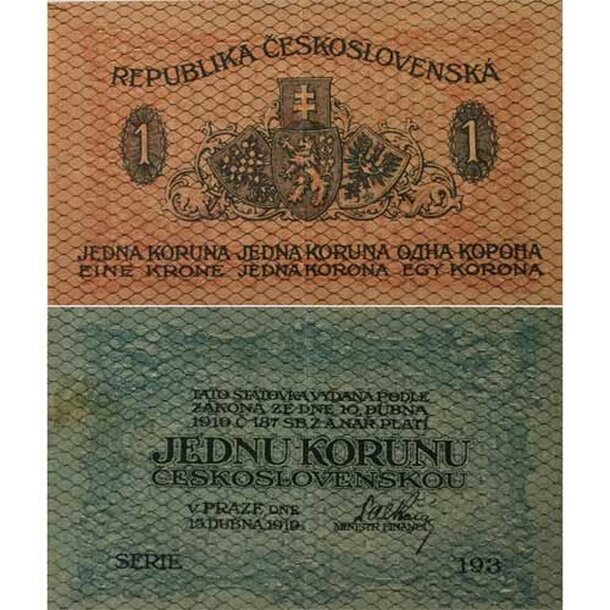 REPUBLIKA ČESKOSLOVENSKÁ
1 1
JEDNA KORUNA JEDNA KORUNA ОДНА КОРОНА
EINE KRONE JEDNA KORONA EGY KORONA
TATO STÁTOVKA VYDANÁ PODLE
ZÁKONA ZE DNE 10. DUBNA
1919 Č 187 SB.Z A NAŘ. PLATÍ
JEDNU KORUNU
ČESKOSLOVENSKOU
V PRAZE, DNE
15. DUBNA 1919.
MINISTR FINANCÍ
SERIE 193